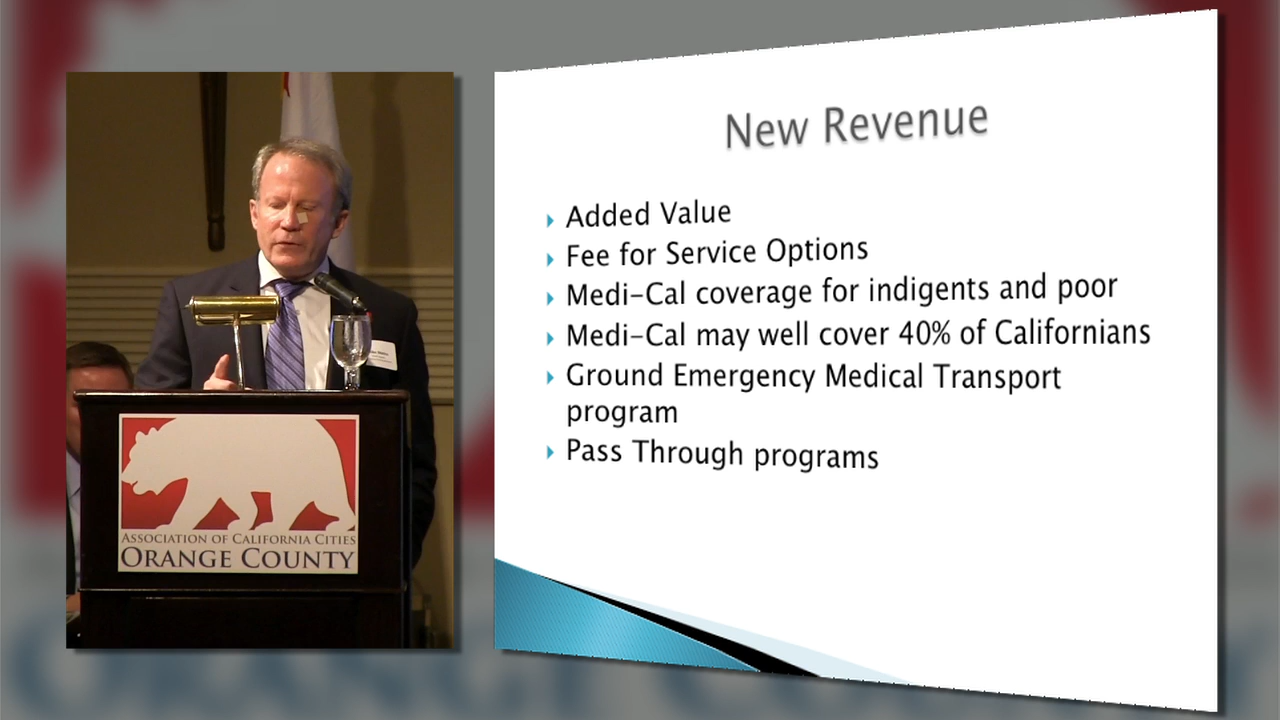 New Revenue
Added Value
Fee for Service Options
Medi-Cal coverage for indigents and poor
Medi-Cal may well cover 40% of Californians
Ground Emergency Medical Transport
program
Pass Through programs
ASSOCIATION OF CALIFORNIA CITIES
ORANGE COUNTY